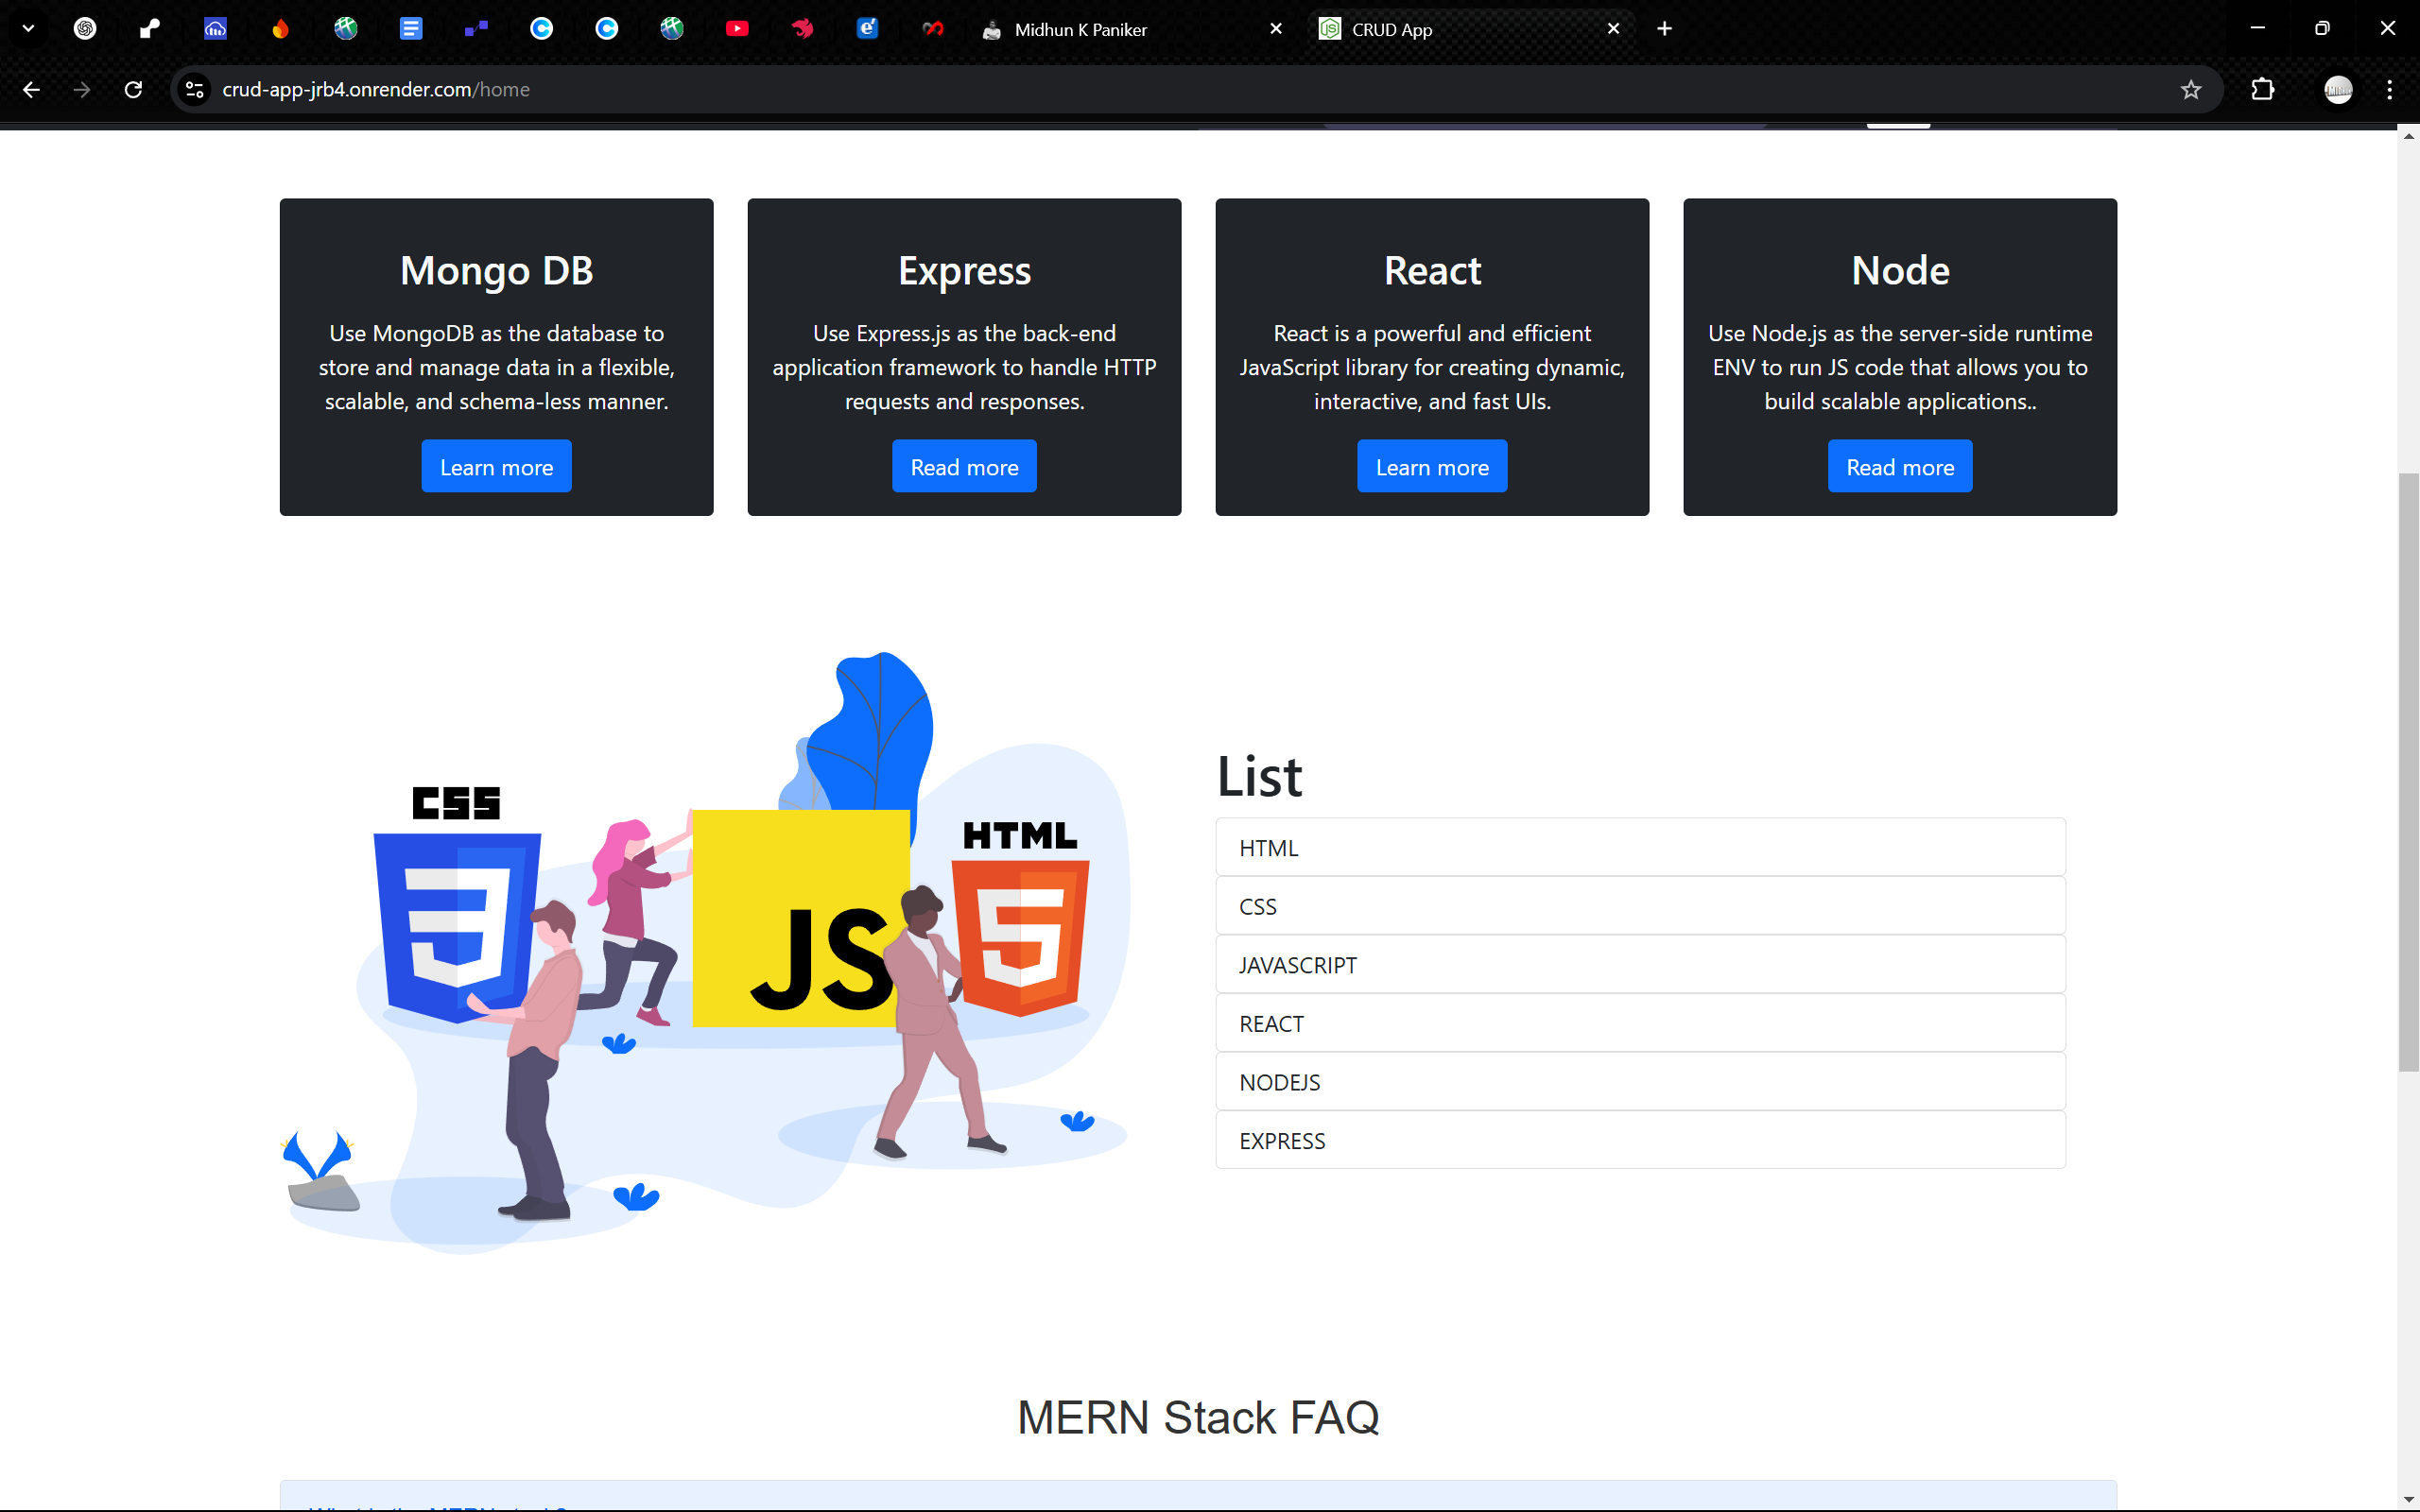 Midhun K Paniker
CRUD App
crud-app-jrb4.onrender.com/home
Mongo DB
Use MongoDB as the database to
store and manage data in a flexible,
scalable, and schema-less manner.
Learn more
Express
Use Express.js as the back-end
application framework to handle HTTP
requests and responses.
Read more
React
React is a powerful and efficient
JavaScript library for creating dynamic,
interactive, and fast UIs.
Learn more
Node
Use Node.js as the server-side runtime
ENV to run JS code that allows you to
build scalable applications..
Read more
CSS
JS
HTML
List
HTML
CSS
JAVASCRIPT
REACT
NODEJS
EXPRESS
MERN Stack FAQ